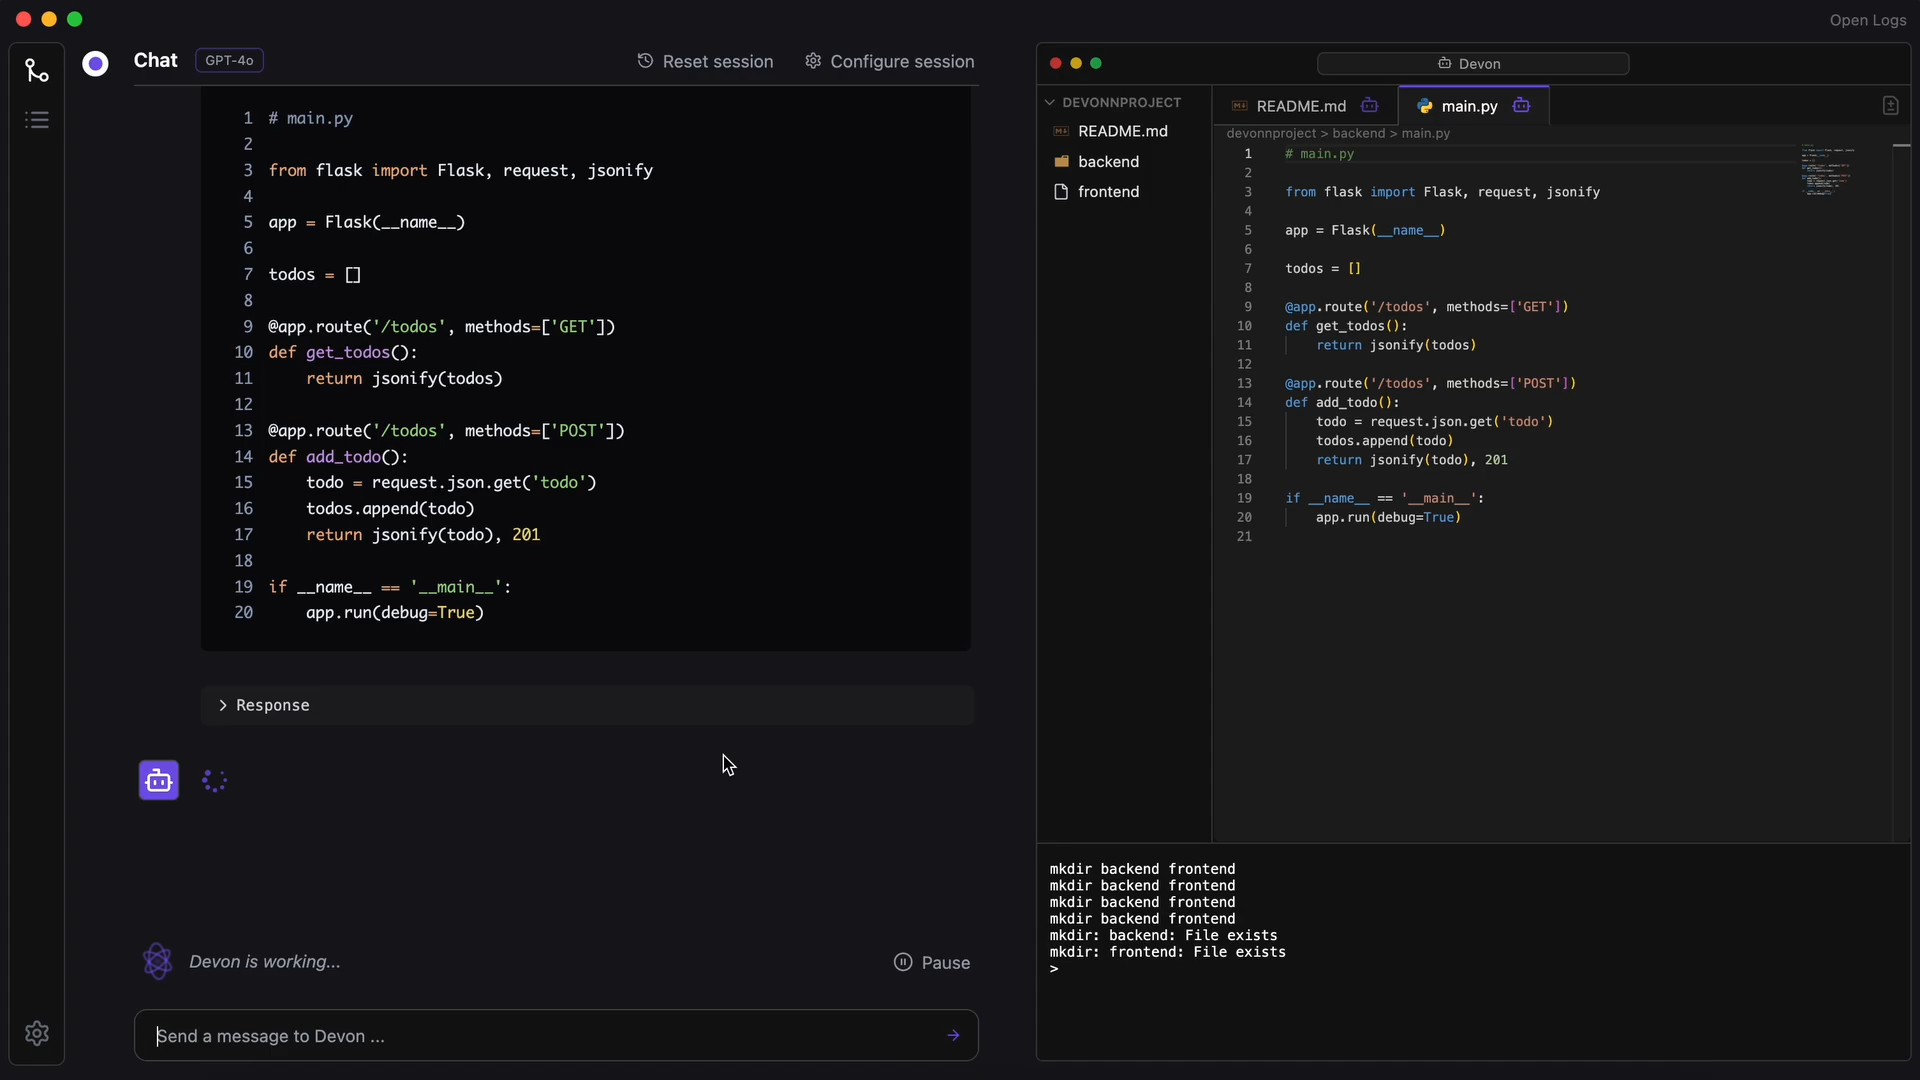 Open Logs
Chat GPT-4o Reset session Configure session
1 # main.py
2
3 from flask import Flask, request, jsonify
4
5 app = Flask(__name__)
6
7 todos = []
8
9 @app.route('/todos', methods=['GET'])
10 def get_todos():
11     return jsonify(todos)
12
13 @app.route('/todos', methods=['POST'])
14 def add_todo():
15     todo = request.json.get('todo')
16     todos.append(todo)
17     return jsonify(todo), 201
18
19 if __name__ == '__main__':
20     app.run(debug=True)
Response
Devon is working...
Pause
Send a message to Devon ...
Devon
DEVONNPROJECT
README.md
backend
frontend
README.md main.py
devonnproject > backend > main.py
1 # main.py
2
3 from flask import Flask, request, jsonify
4
5 app = Flask(__name__)
6
7 todos = []
8
9 @app.route('/todos', methods=['GET'])
10 def get_todos():
11     return jsonify(todos)
12
13 @app.route('/todos', methods=['POST'])
14 def add_todo():
15     todo = request.json.get('todo')
16     todos.append(todo)
17     return jsonify(todo), 201
18
19 if __name__ == '__main__':
20     app.run(debug=True)
21
mkdir backend frontend
mkdir backend frontend
mkdir backend frontend
mkdir backend frontend
mkdir: backend: File exists
mkdir: frontend: File exists
>